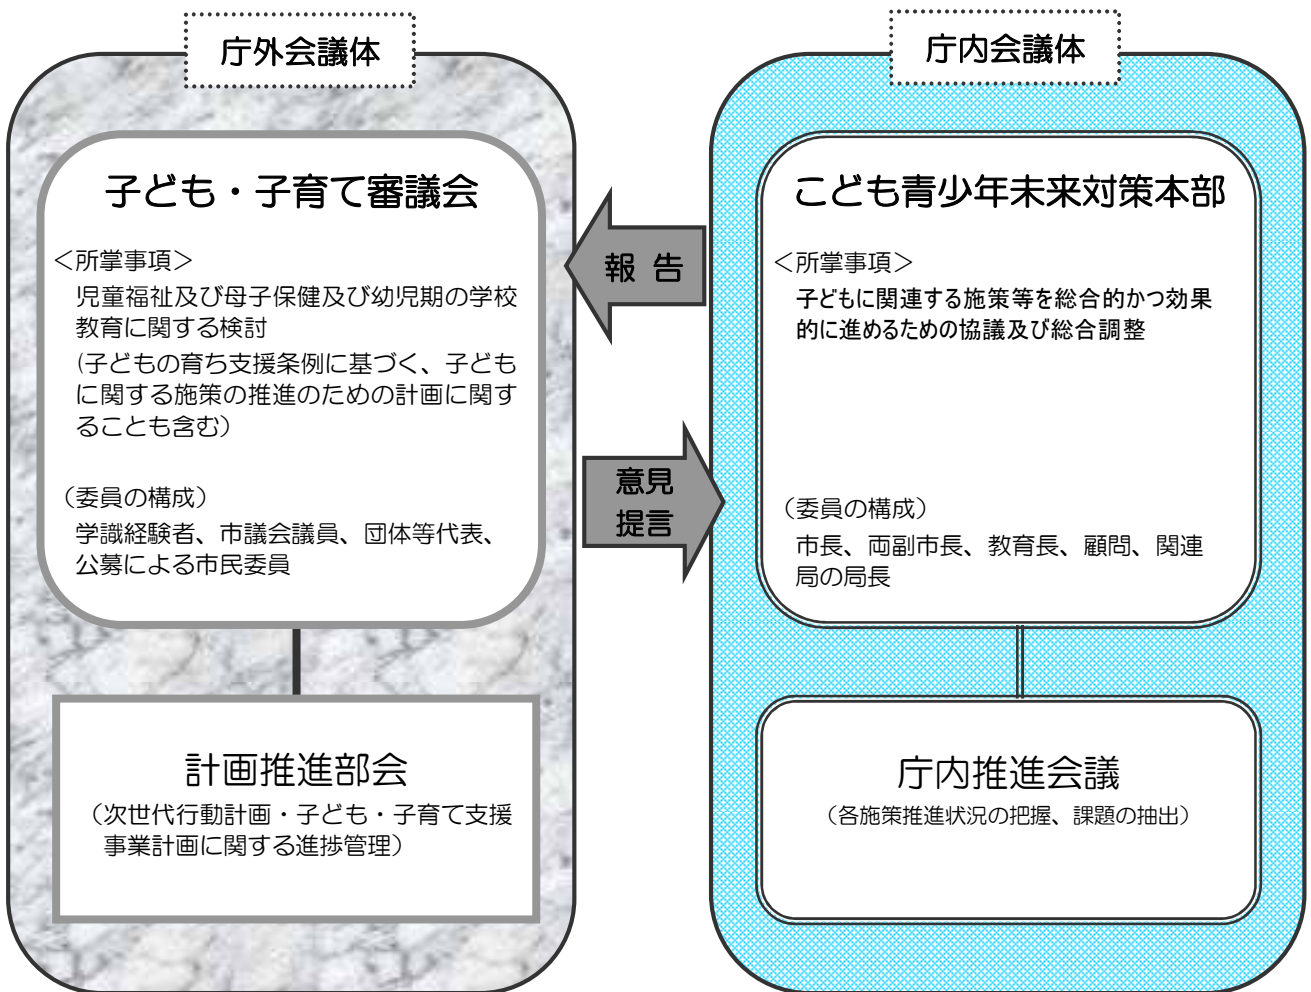 庁外会議体
子ども・子育て審議会
＜所掌事項＞
児童福祉及び母子保健及び幼児期の学校
教育に関する検討
(子どもの育ち支援条例に基づく、子ども
に関する施策の推進のための計画に関す
ることも含む）
（委員の構成）
学識経験者、市議会議員、団体等代表、
公募による市民委員
計画推進部会
（次世代行動計画・子ども・子育て支援
事業計画に関する進捗管理）
報 告
意見
提言
庁内会議体
こども青少年未来対策本部
＜所掌事項＞
子どもに関連する施策等を総合的かつ効果
的に進めるための協議及び総合調整
（委員の構成）
市長、両副市長、教育長、顧問、関連
局の局長
庁内推進会議
（各施策推進状況の把握、課題の抽出）